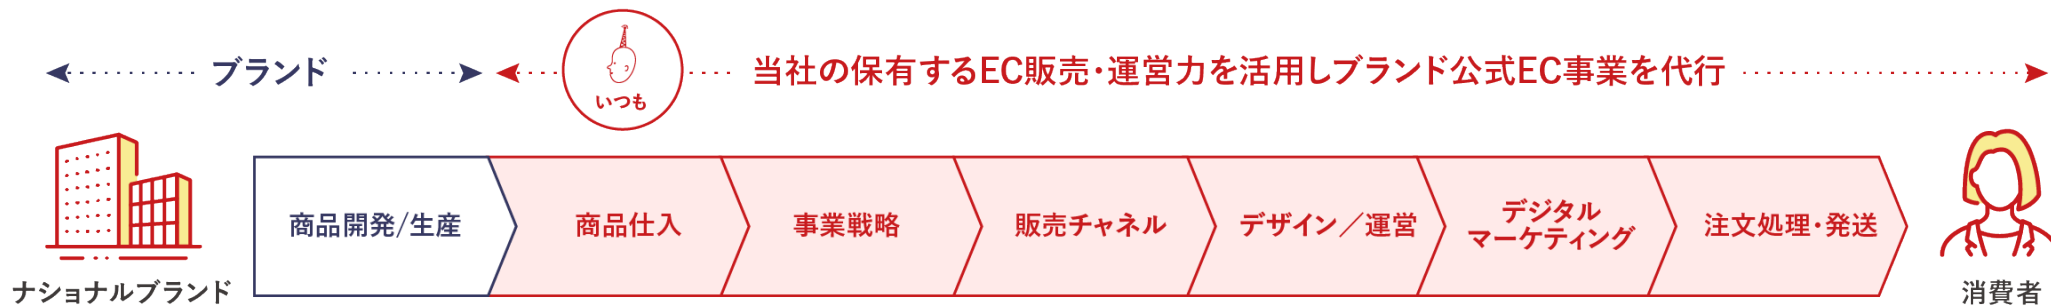 ブランド
いつも
当社の保有するEC販売・運営力を活用しブランド公式EC事業を代行
ナショナルブランド
商品開発/生産
商品仕入
事業戦略
販売チャネル
デザイン／運営
デジタル
マーケティング
注文処理・発送
消費者